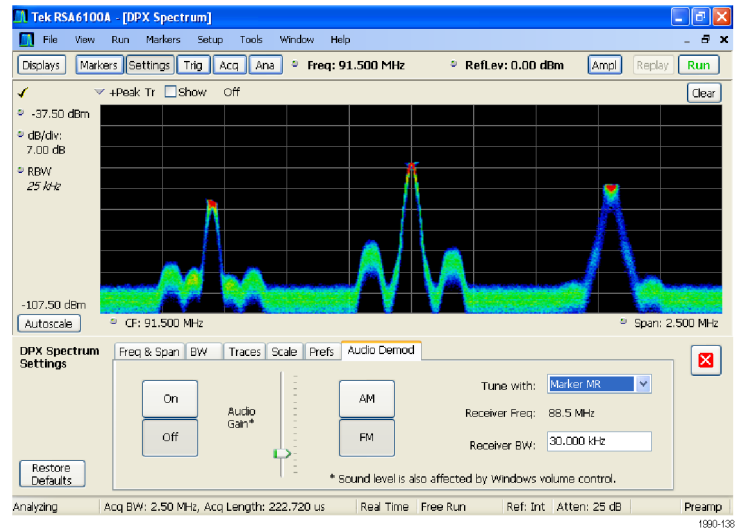 Tek RSA6100A - [DPX Spectrum]
File View Run Markers Setup Tools Window Help
Displays Markers Settings Trig Acq Ana Freq: 91.500 MHz RefLev: 0.00 dBm Ampl Replay Run
+Peak Tr Show Off Clear
-37.50 dBm
dB/div:
7.00 dB
RBW
25 kHz
-107.50 dBm
Autoscale CF: 91.500 MHz Span: 2.500 MHz
DPX Spectrum
Settings
Freq & Span BW Traces Scale Prefs Audio Demod
On
Off
Audio
Gain*
AM
FM
Tune with: Marker MR
Receiver Freq: 88.5 MHz
Receiver BW: 30.000 kHz
* Sound level is also affected by Windows volume control.
Restore
Defaults
Analyzing Acq BW: 2.50 MHz, Acq Length: 222.720 us Real Time Free Run Ref: Int Atten: 25 dB Preamp
1990-138